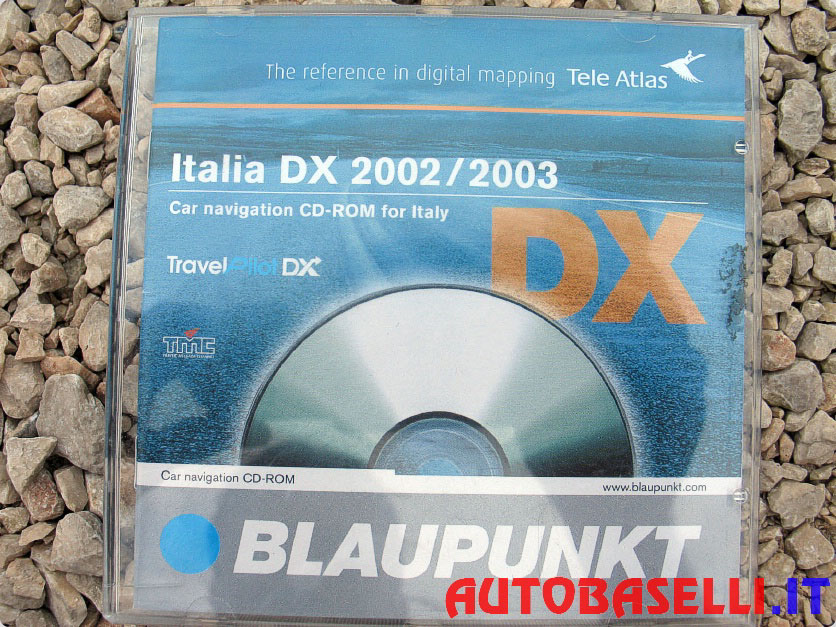 The reference in digital mapping Tele Atlas
Italia DX 2002/2003
Car navigation CD-ROM for Italy
DX
TravelPilot DX
TMC
Car navigation CD-ROM
www.blaupunkt.com
BLAUPUNKT
AUTOBASELLI.IT